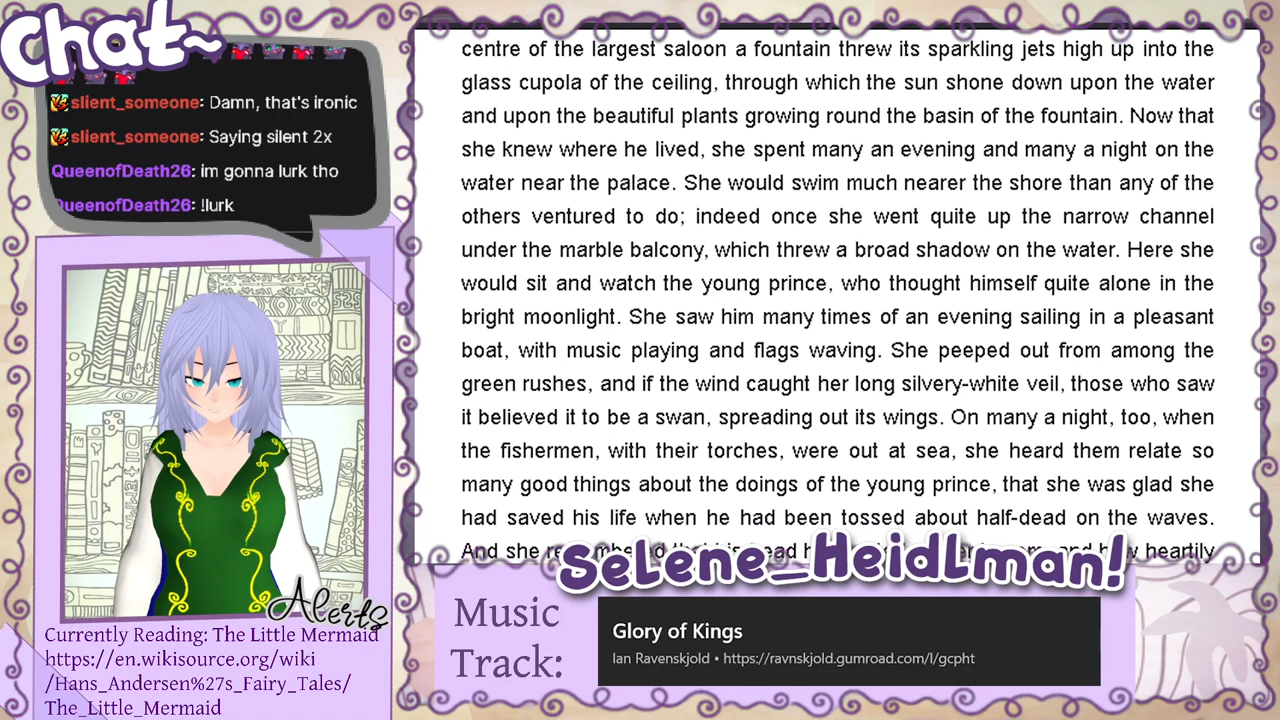 Chat~
slient_someone: Damn, that's ironic
slient_someone: Saying silent 2x
QueenofDeath26: im gonna lurk tho
QueenofDeath26: !lurk
centre of the largest saloon a fountain threw its sparkling jets high up into the
glass cupola of the ceiling, through which the sun shone down upon the water
and upon the beautiful plants growing round the basin of the fountain. Now that
she knew where he lived, she spent many an evening and many a night on the
water near the palace. She would swim much nearer the shore than any of the
others ventured to do; indeed once she went quite up the narrow channel
under the marble balcony, which threw a broad shadow on the water. Here she
would sit and watch the young prince, who thought himself quite alone in the
bright moonlight. She saw him many times of an evening sailing in a pleasant
boat, with music playing and flags waving. She peeped out from among the
green rushes, and if the wind caught her long silvery-white veil, those who saw
it believed it to be a swan, spreading out its wings. On many a night, too, when
the fishermen, with their torches, were out at sea, she heard them relate so
many good things about the doings of the young prince, that she was glad she
had saved his life when he had been tossed about half-dead on the waves.
And she heartily
Selene_Heidlman!
Alerts
Currently Reading: The Little Mermaid
https://en.wikisource.org/wiki
/Hans_Andersen%27s_Fairy_Tales/
The_Little_Mermaid
Music
Track:
Glory of Kings
Ian Ravenskjold • https://ravnskjold.gumroad.com/l/gcpht